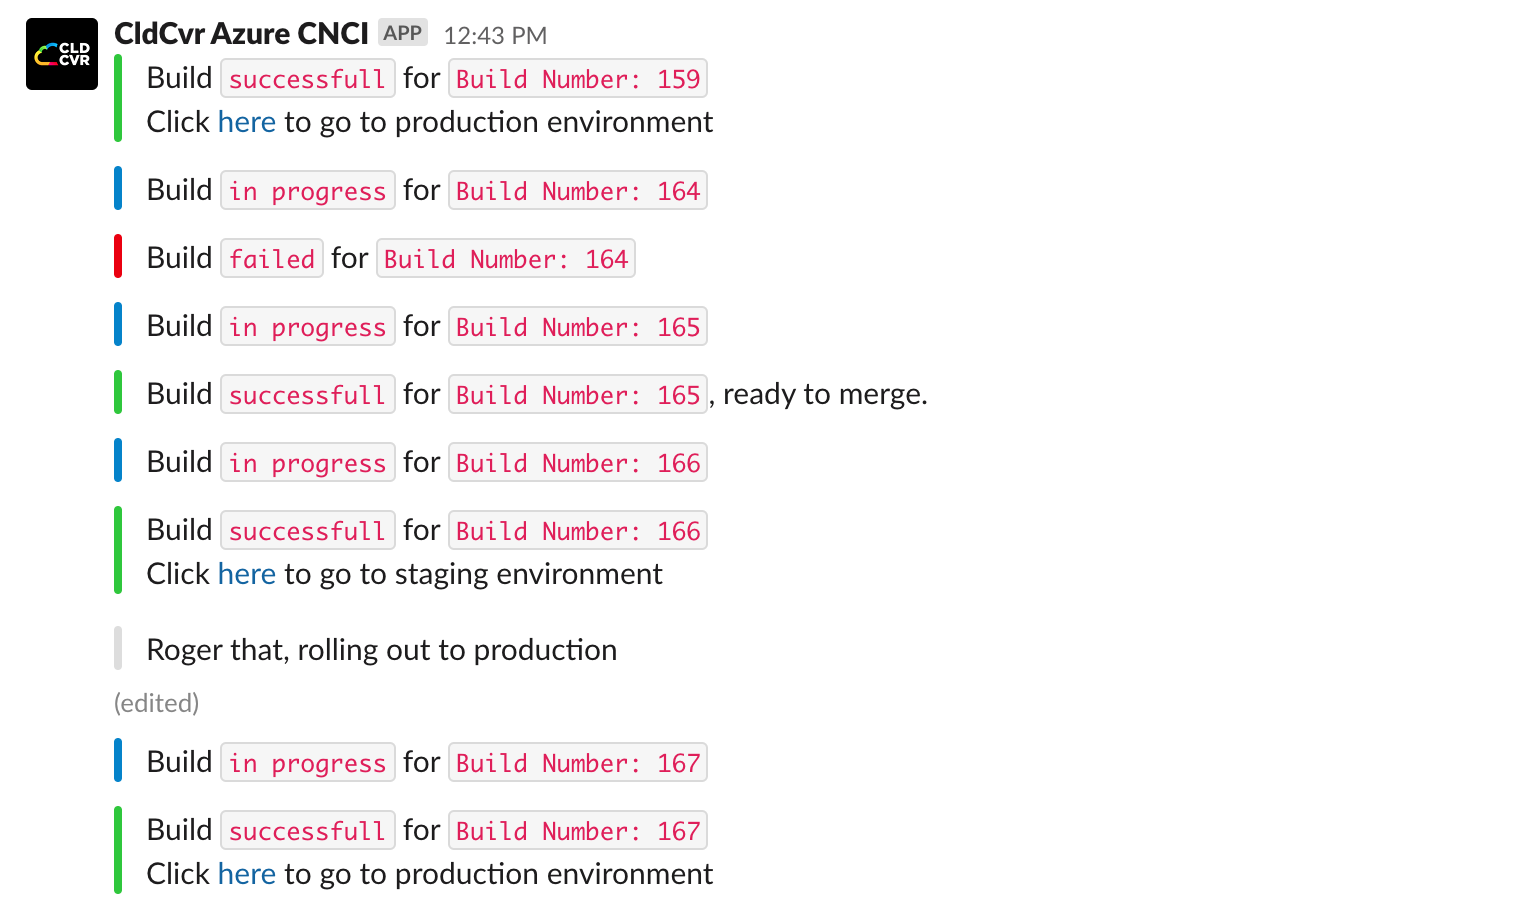 CLD
CVR
CldCvr Azure CNCI APP 12:43 PM
Build successfull for Build Number: 159
Click here to go to production environment
Build in progress for Build Number: 164
Build failed for Build Number: 164
Build in progress for Build Number: 165
Build successfull for Build Number: 165, ready to merge.
Build in progress for Build Number: 166
Build successfull for Build Number: 166
Click here to go to staging environment
Roger that, rolling out to production
(edited)
Build in progress for Build Number: 167
Build successfull for Build Number: 167
Click here to go to production environment